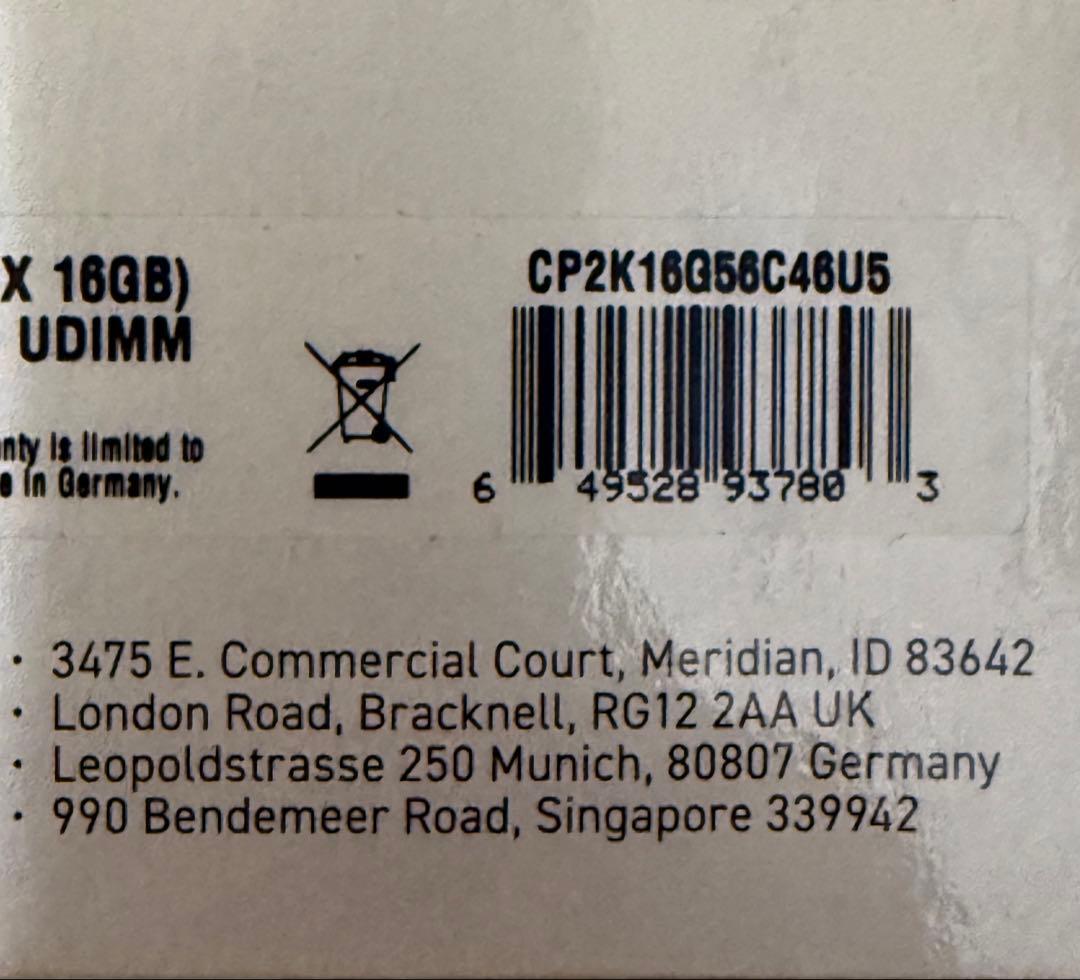 X 16GB)
UDIMM
nty is limited to
e in Germany.
CP2K16G56C46U5
6 49528 93780 3
• 3475 E. Commercial Court, Meridian, ID 83642
• London Road, Bracknell, RG12 2AA UK
• Leopoldstrasse 250 Munich, 80807 Germany
• 990 Bendemeer Road, Singapore 339942